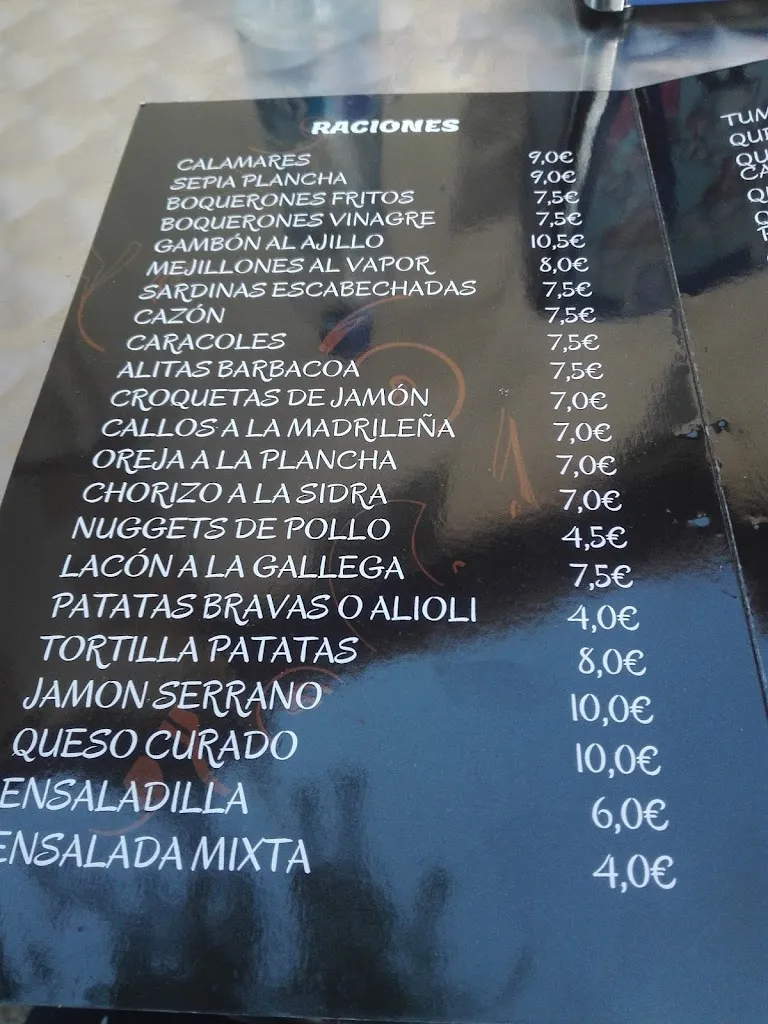 RACIONES
CALAMARES 9,0€
SEPIA PLANCHA 9,0€
BOQUERONES FRITOS 7,5€
BOQUERONES VINAGRE 7,5€
GAMBÓN AL AJILLO 10,5€
MEJILLONES AL VAPOR 8,0€
SARDINAS ESCABECHADAS 7,5€
CAZÓN 7,5€
CARACOLES 7,5€
ALITAS BARBACOA 7,5€
CROQUETAS DE JAMÓN 7,0€
CALLOS A LA MADRILEÑA 7,0€
OREJA A LA PLANCHA 7,0€
CHORIZO A LA SIDRA 7,0€
NUGGETS DE POLLO 4,5€
LACÓN A LA GALLEGA 7,5€
PATATAS BRAVAS O ALIOLI 4,0€
TORTILLA PATATAS 8,0€
JAMON SERRANO 10,0€
QUESO CURADO 10,0€
ENSALADILLA 6,0€
ENSALADA MIXTA 4,0€